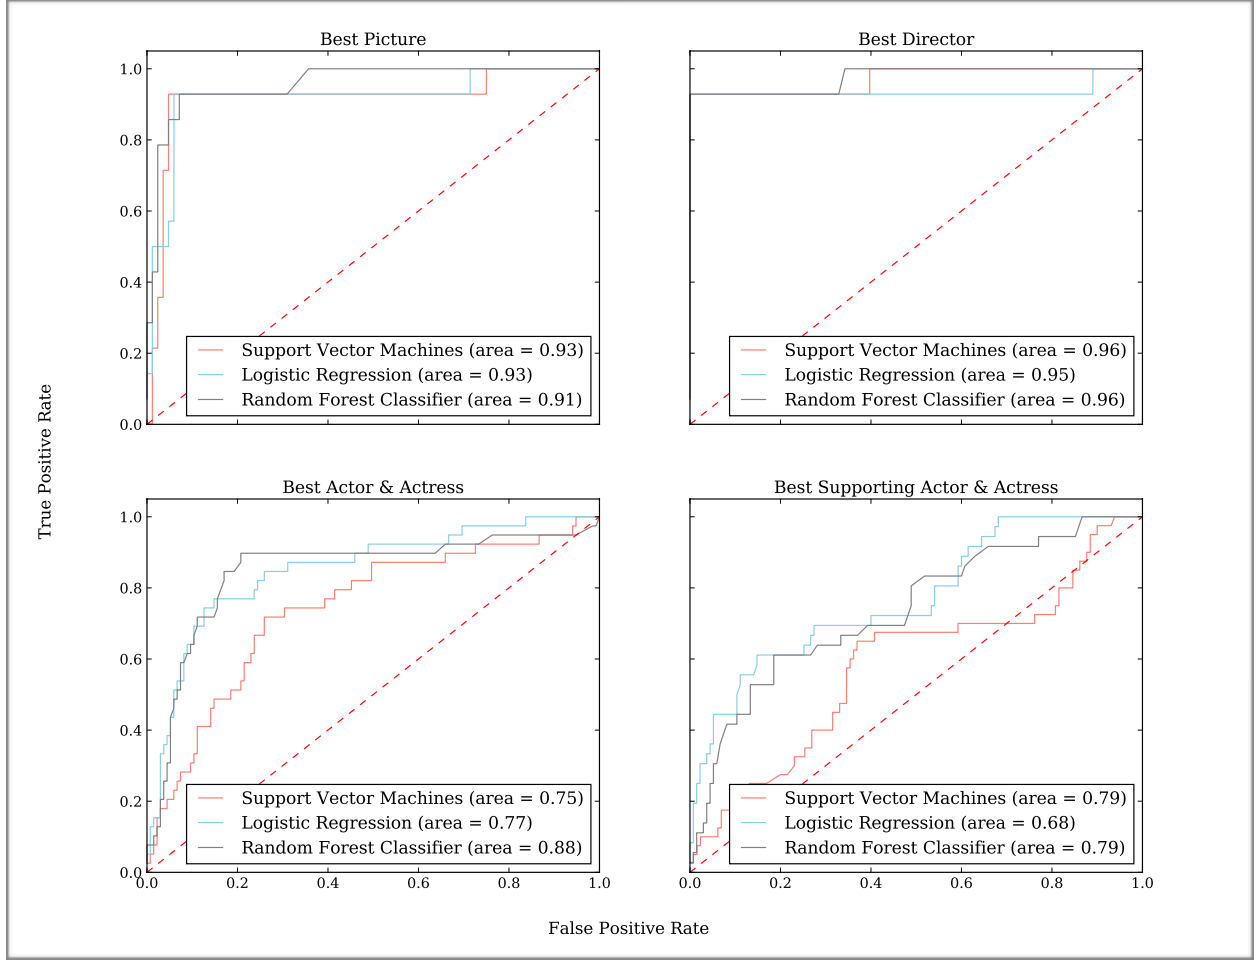 Best Picture
1.0
0.8
0.6
0.4
0.2
0.0
Support Vector Machines (area = 0.93)
Logistic Regression (area = 0.93)
Random Forest Classifier (area = 0.91)
Best Director
Support Vector Machines (area = 0.96)
Logistic Regression (area = 0.95)
Random Forest Classifier (area = 0.96)
True Positive Rate
Best Actor & Actress
1.0
0.8
0.6
0.4
0.2
0.0
Support Vector Machines (area = 0.75)
Logistic Regression (area = 0.77)
Random Forest Classifier (area = 0.88)
0.0 0.2 0.4 0.6 0.8 1.0
Best Supporting Actor & Actress
Support Vector Machines (area = 0.79)
Logistic Regression (area = 0.68)
Random Forest Classifier (area = 0.79)
0.0 0.2 0.4 0.6 0.8 1.0
False Positive Rate